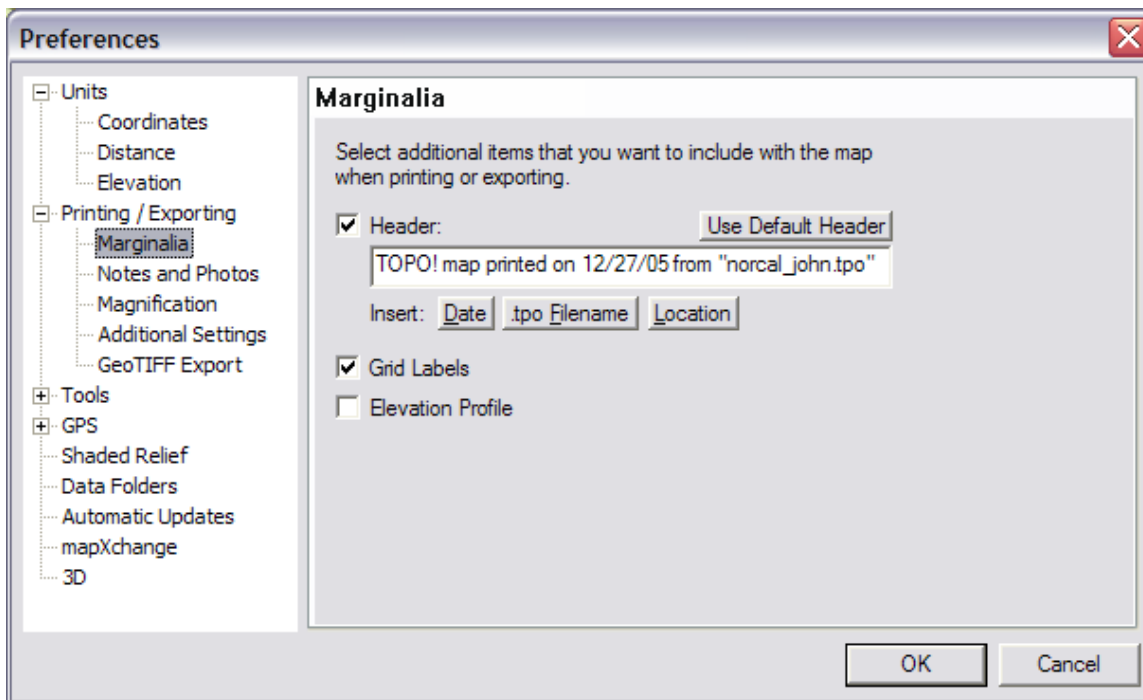 Preferences
Units
Coordinates
Distance
Elevation
Printing / Exporting
Marginalia
Notes and Photos
Magnification
Additional Settings
GeoTIFF Export
Tools
GPS
Shaded Relief
Data Folders
Automatic Updates
mapXchange
3D
Marginalia
Select additional items that you want to include with the map
when printing or exporting.
Header: Use Default Header
TOPO! map printed on 12/27/05 from "norcal_john.tpo"
Insert: Date .tpo Filename Location
Grid Labels
Elevation Profile
OK Cancel